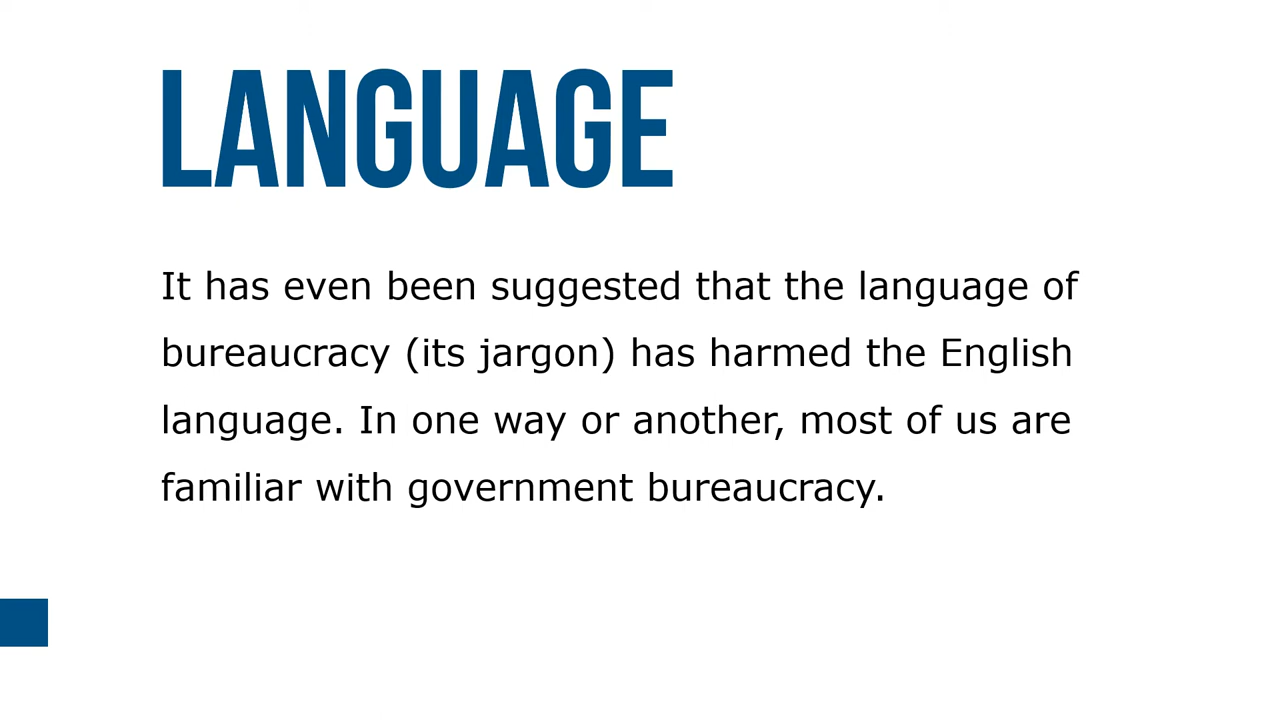 LANGUAGE
It has even been suggested that the language of
bureaucracy (its jargon) has harmed the English
language. In one way or another, most of us are
familiar with government bureaucracy.